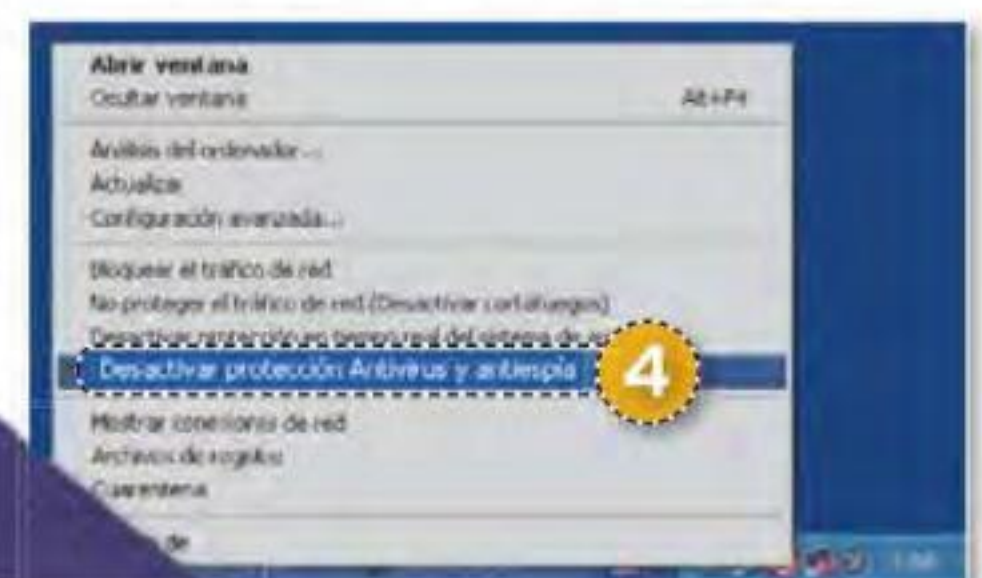 Abrir ventana
Ocultar ventana Alt+F4
Análisis del ordenador...
Actualizar
Configuración avanzada...
Bloquear el tráfico de red
No proteger el tráfico de red (Desactivar cortafuegos)
Desactivar protección en tiempo real del sistema de
Desactivar protección Antivirus y antiespía
4
Mostrar conexiones de red
Archivos de registro
Cuarentena
de